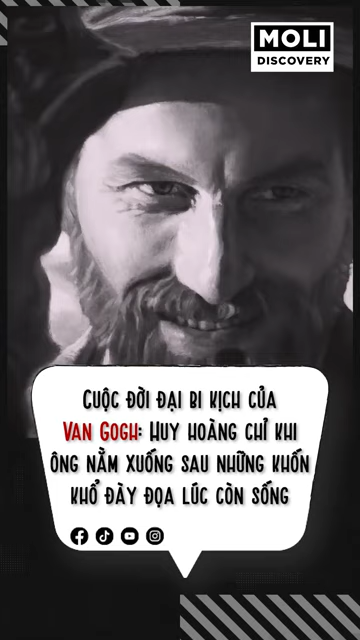 MOLI
DISCOVERY
CUỘC ĐỜI ĐẠI BI KỊCH CỦA
VAN GOGH: HUY HOÀNG CHỈ KHI
ÔNG NẰM XUỐNG SAU NHỮNG KHỐN
KHỔ ĐÀY ĐỌA LÚC CÒN SỐNG